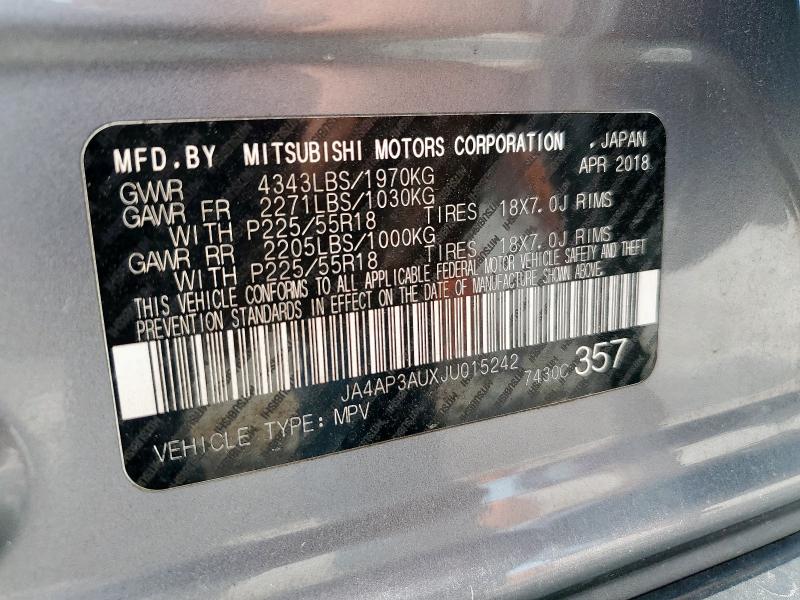 MFD.BY MITSUBISHI MOTORS CORPORATION , JAPAN
APR 2018
GWVR 4343LBS/1970KG
GAWR FR 2271LBS/1030KG
WITH P225/55R18 TIRES 18X7.0J RIMS
GAWR RR 2205LBS/1000KG
WITH P225/55R18 TIRES 18X7.0J RIMS
THIS VEHICLE CONFORMS TO ALL APPLICABLE FEDERAL MOTOR VEHICLE SAFETY AND THEFT
PREVENTION STANDARDS IN EFFECT ON THE DATE OF MANUFACTURE SHOWN ABOVE.
JA4AP3AUXJU015242 7430C 357
VEHICLE TYPE: MPV